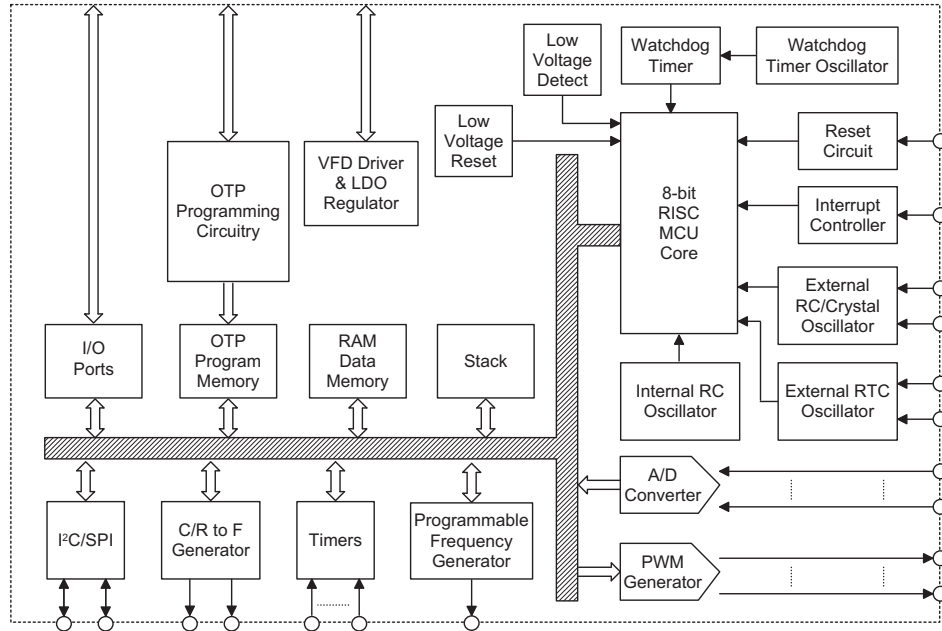 Low
Voltage
Detect
Watchdog
Timer
Watchdog
Timer Oscillator
Low
Voltage
Reset
Reset
Circuit
OTP
Programming
Circuitry
VFD Driver
& LDO
Regulator
8-bit
RISC
MCU
Core
Interrupt
Controller
External
RC/Crystal
Oscillator
I/O
Ports
OTP
Program
Memory
RAM
Data
Memory
Stack
Internal RC
Oscillator
External RTC
Oscillator
A/D
Converter
I²C/SPI
C/R to F
Generator
Timers
Programmable
Frequency
Generator
PWM
Generator